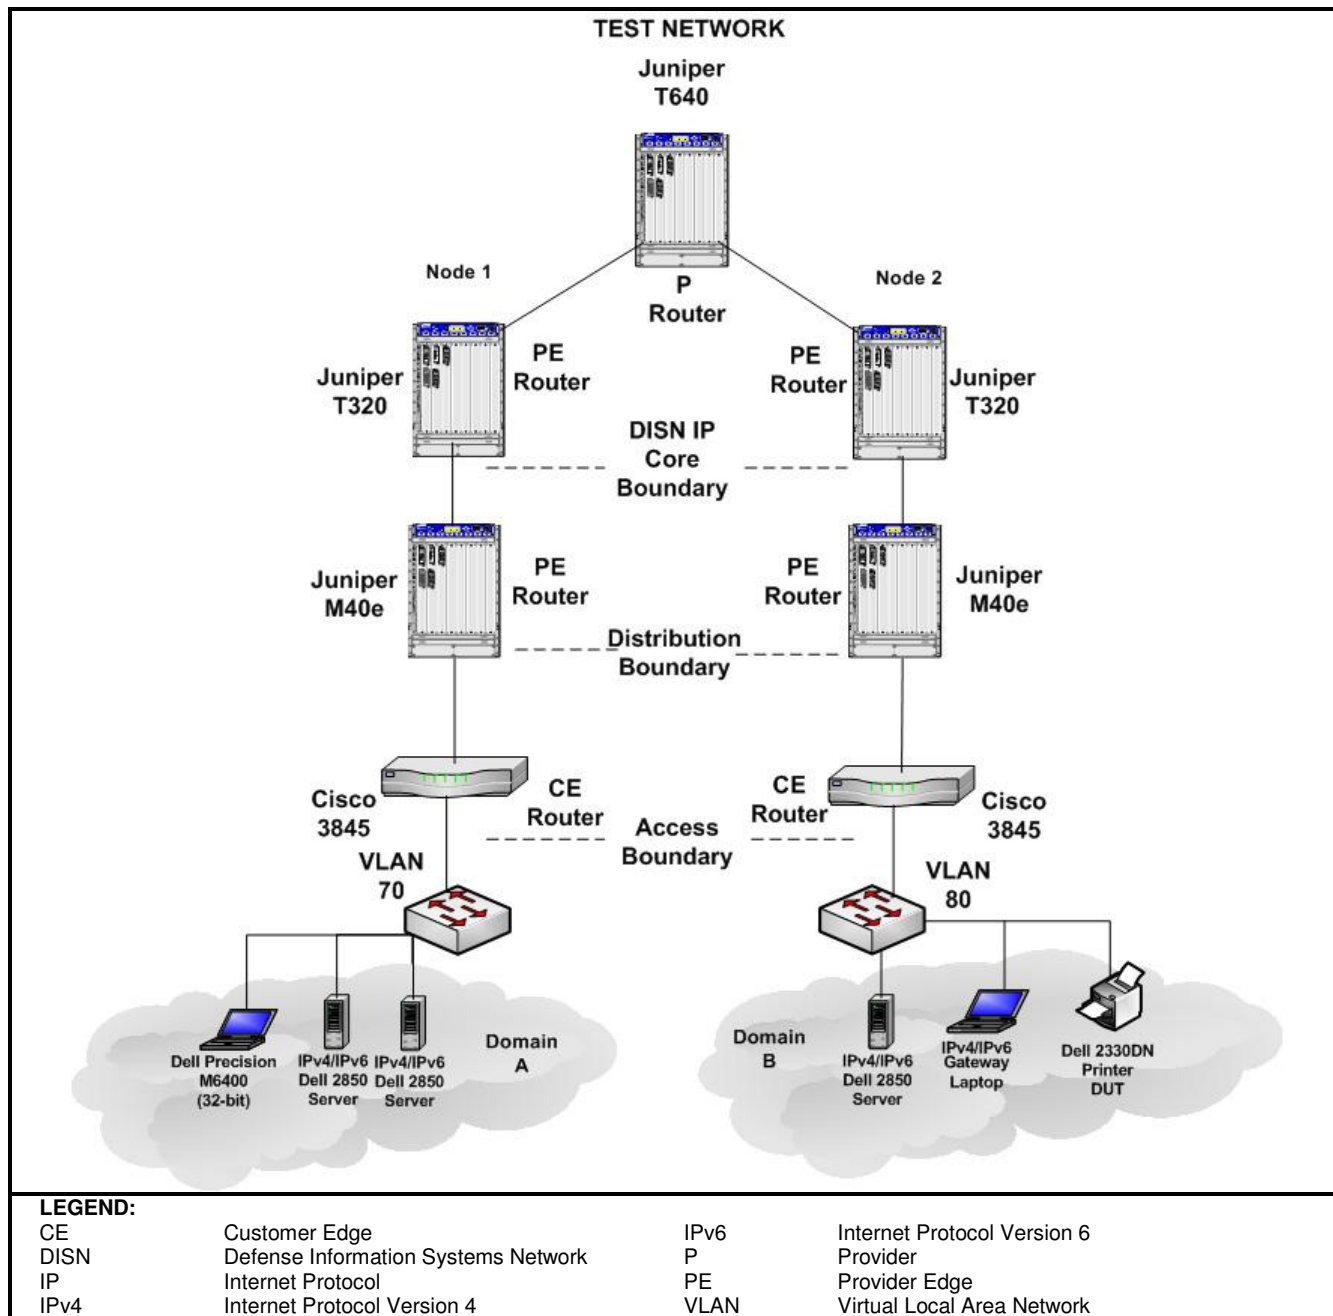 TEST NETWORK
Juniper
T640
P
Router
Node 1
Node 2
Juniper
T320
PE
Router
PE
Router
Juniper
T320
DISN IP
Core
Boundary
Juniper
M40e
PE
Router
PE
Router
Juniper
M40e
Distribution
Boundary
Cisco
3845
CE
Router
CE
Router
Cisco
3845
Access
Boundary
VLAN
70
VLAN
80
Dell Precision
M6400
(32-bit)
IPv4/IPv6
Dell 2850
Server
IPv4/IPv6
Dell 2850
Server
Domain
A
Domain
B
IPv4/IPv6
Dell 2850
Server
IPv4/IPv6
Gateway
Laptop
Dell 2330DN
Printer
DUT
LEGEND:
CE Customer Edge IPv6 Internet Protocol Version 6
DISN Defense Information Systems Network P Provider
IP Internet Protocol PE Provider Edge
IPv4 Internet Protocol Version 4 VLAN Virtual Local Area Network